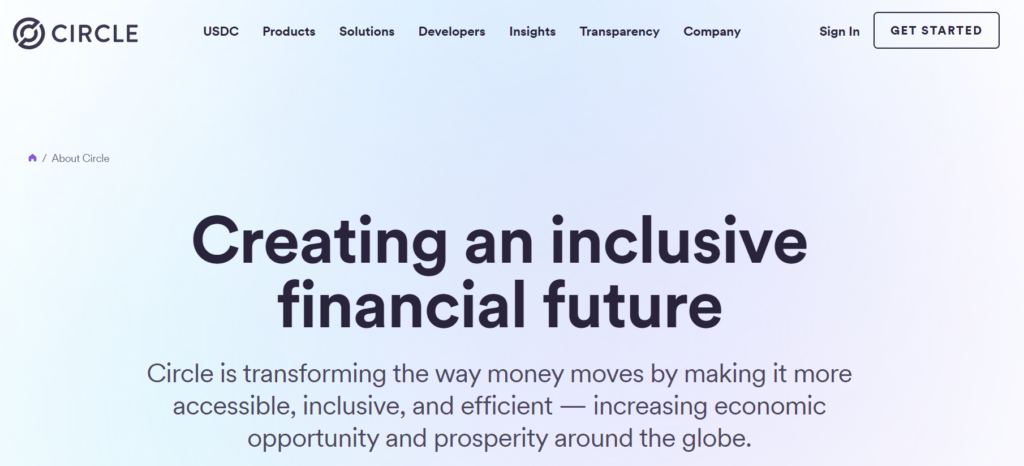 CIRCLE USDC Products Solutions Developers Insights Transparency Company Sign In GET STARTED
/ About Circle
Creating an inclusive
financial future
Circle is transforming the way money moves by making it more
accessible, inclusive, and efficient — increasing economic
opportunity and prosperity around the globe.